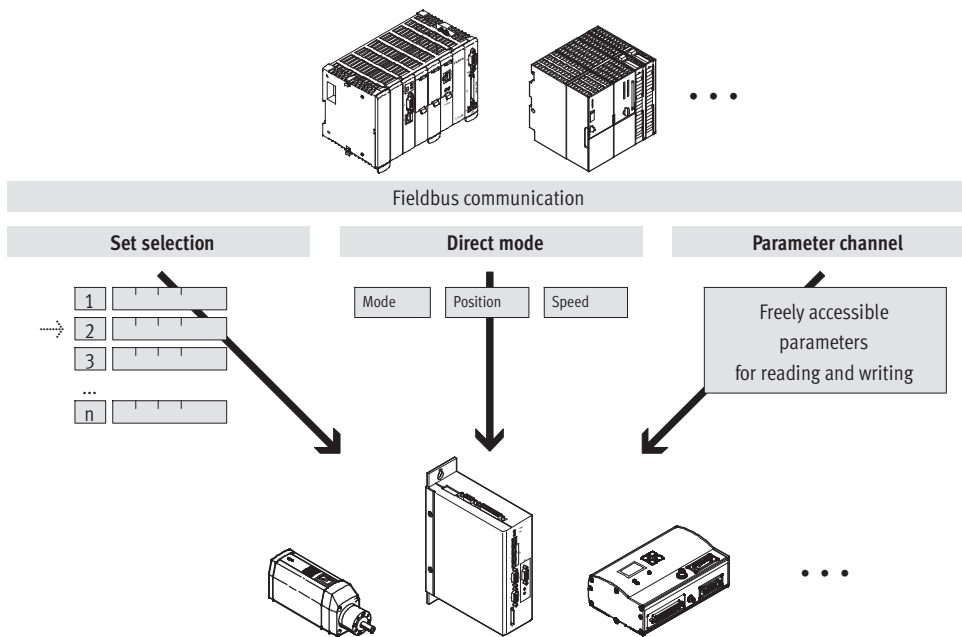 Fieldbus communication
Set selection
Direct mode
Parameter channel
1
2
3
...
n
Mode
Position
Speed
Freely accessible
parameters
for reading and writing